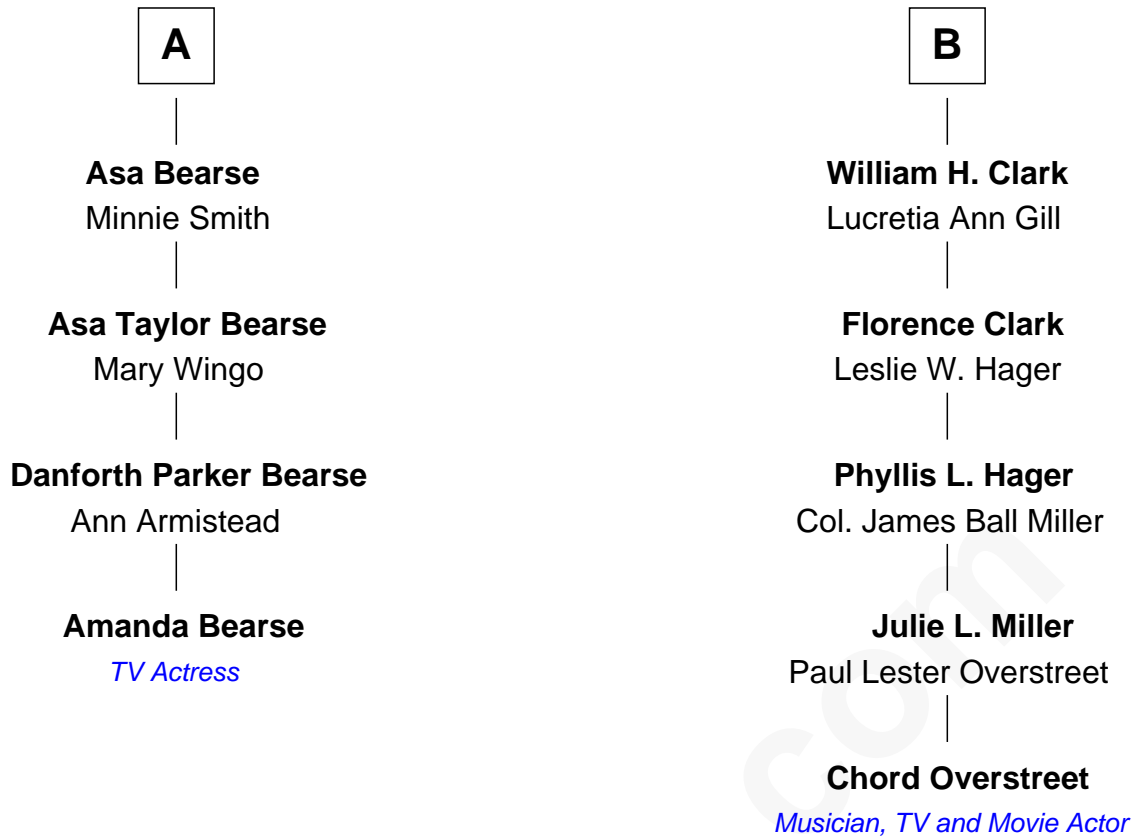 A
Asa Bearse
Minnie Smith
Asa Taylor Bearse
Mary Wingo
Danforth Parker Bearse
Ann Armistead
Amanda Bearse
TV Actress
B
William H. Clark
Lucretia Ann Gill
Florence Clark
Leslie W. Hager
Phyllis L. Hager
Col. James Ball Miller
Julie L. Miller
Paul Lester Overstreet
Chord Overstreet
Musician, TV and Movie Actor
com